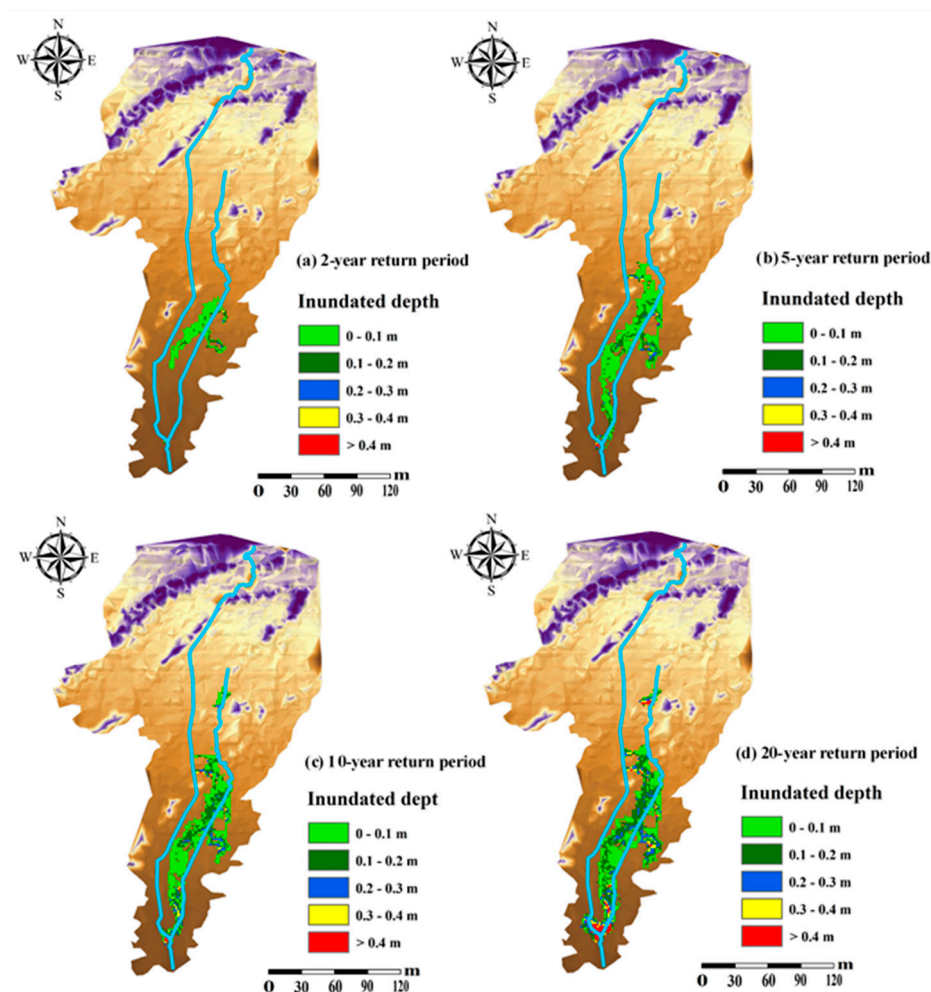 N
W E
S
(a) 2-year return period
Inundated depth
0 - 0.1 m
0.1 - 0.2 m
0.2 - 0.3 m
0.3 - 0.4 m
> 0.4 m
m
0 30 60 90 120
N
W E
S
(b) 5-year return period
Inundated depth
0 - 0.1 m
0.1 - 0.2 m
0.2 - 0.3 m
0.3 - 0.4 m
> 0.4 m
m
0 30 60 90 120
N
W E
S
(c) 10-year return period
Inundated dept
0 - 0.1 m
0.1 - 0.2 m
0.2 - 0.3 m
0.3 - 0.4 m
> 0.4 m
m
0 30 60 90 120
N
W E
S
(d) 20-year return period
Inundated depth
0 - 0.1 m
0.1 - 0.2 m
0.2 - 0.3 m
0.3 - 0.4 m
> 0.4 m
m
0 30 60 90 120